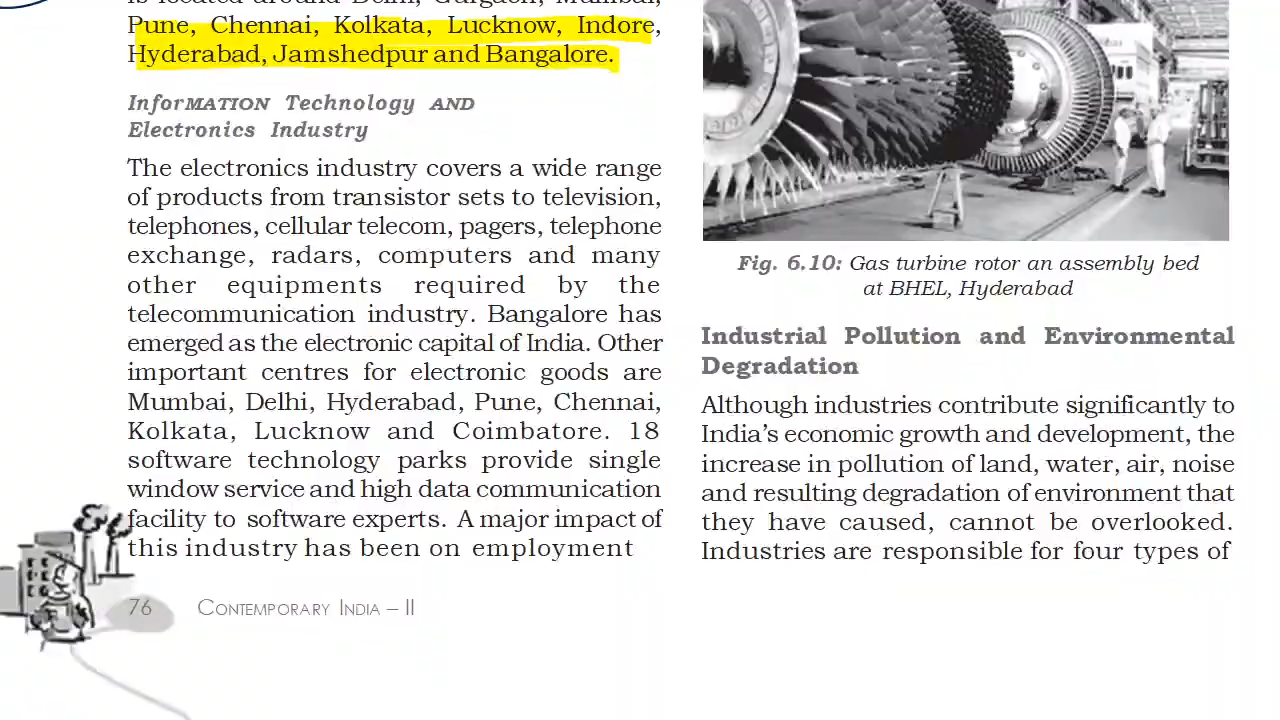 is located around Delhi, Gurgaon, Mumbai,
Pune, Chennai, Kolkata, Lucknow, Indore,
Hyderabad, Jamshedpur and Bangalore.
InforMATION Technology AND
Electronics Industry
The electronics industry covers a wide range
of products from transistor sets to television,
telephones, cellular telecom, pagers, telephone
exchange, radars, computers and many
other equipments required by the
telecommunication industry. Bangalore has
emerged as the electronic capital of India. Other
important centres for electronic goods are
Mumbai, Delhi, Hyderabad, Pune, Chennai,
Kolkata, Lucknow and Coimbatore. 18
software technology parks provide single
window service and high data communication
facility to software experts. A major impact of
this industry has been on employment
76 CONTEMPORARY INDIA – II
Fig. 6.10: Gas turbine rotor an assembly bed
at BHEL, Hyderabad
Industrial Pollution and Environmental
Degradation
Although industries contribute significantly to
India's economic growth and development, the
increase in pollution of land, water, air, noise
and resulting degradation of environment that
they have caused, cannot be overlooked.
Industries are responsible for four types of